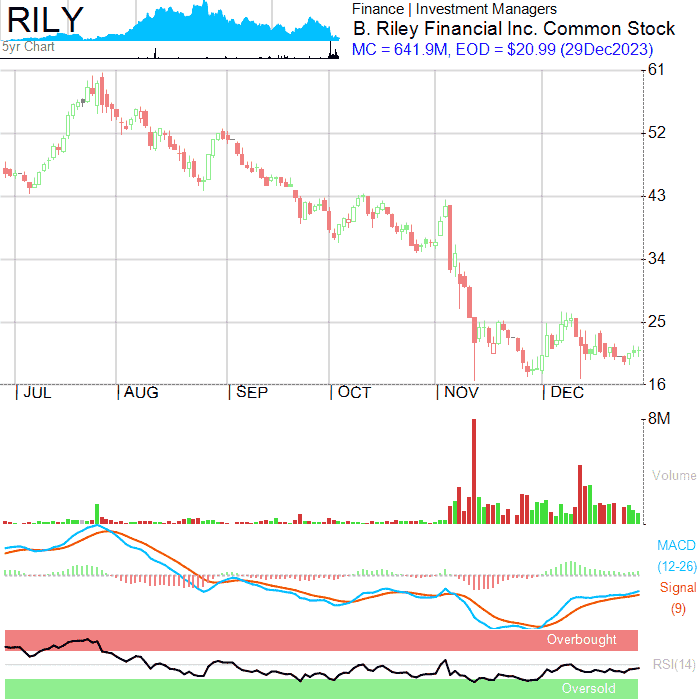 RILY
5yr Chart
Finance | Investment Managers
B. Riley Financial Inc. Common Stock
MC = 641.9M, EOD = $20.99 (29Dec2023)
61
52
43
34
25
16
JUL AUG SEP OCT NOV DEC
8M
Volume
MACD
(12-26)
Signal
(9)
Overbought
RSI(14)
Oversold